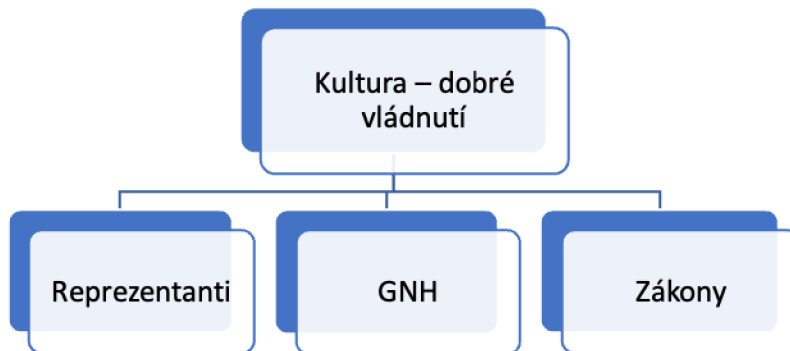 Kultura – dobré
vládnutí
Reprezentanti
GNH
Zákony